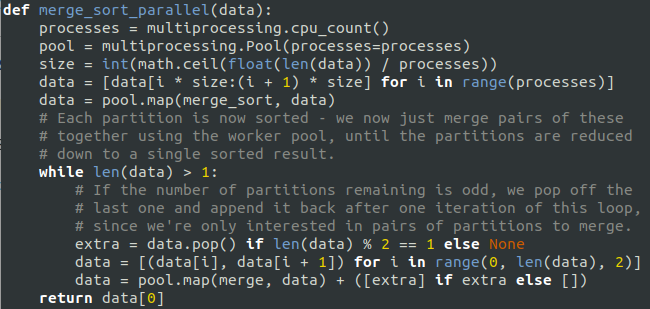 def merge_sort_parallel(data):
    processes = multiprocessing.cpu_count()
    pool = multiprocessing.Pool(processes=processes)
    size = int(math.ceil(float(len(data)) / processes))
    data = [data[i * size:(i + 1) * size] for i in range(processes)]
    data = pool.map(merge_sort, data)
    # Each partition is now sorted - we now just merge pairs of these
    # together using the worker pool, until the partitions are reduced
    # down to a single sorted result.
    while len(data) > 1:
        # If the number of partitions remaining is odd, we pop off the
        # last one and append it back after one iteration of this loop,
        # since we're only interested in pairs of partitions to merge.
        extra = data.pop() if len(data) % 2 == 1 else None
        data = [(data[i], data[i + 1]) for i in range(0, len(data), 2)]
        data = pool.map(merge, data) + ([extra] if extra else [])
    return data[0]